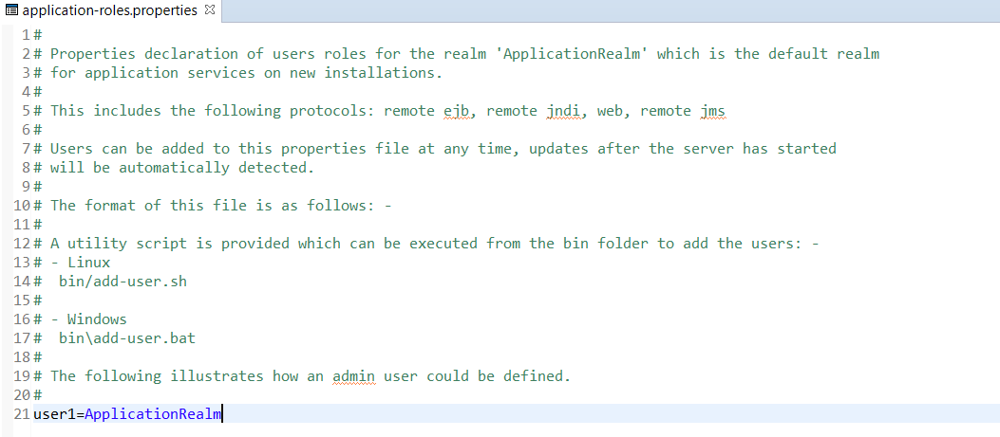 application-roles.properties
1#
2# Properties declaration of users roles for the realm 'ApplicationRealm' which is the default realm
3# for application services on new installations.
4#
5# This includes the following protocols: remote ejb, remote jndi, web, remote jms
6#
7# Users can be added to this properties file at any time, updates after the server has started
8# will be automatically detected.
9#
10# The format of this file is as follows: -
11#
12# A utility script is provided which can be executed from the bin folder to add the users: -
13# - Linux
14#  bin/add-user.sh
15#
16# - Windows
17#  bin\add-user.bat
18#
19# The following illustrates how an admin user could be defined.
20#
21user1=ApplicationRealm